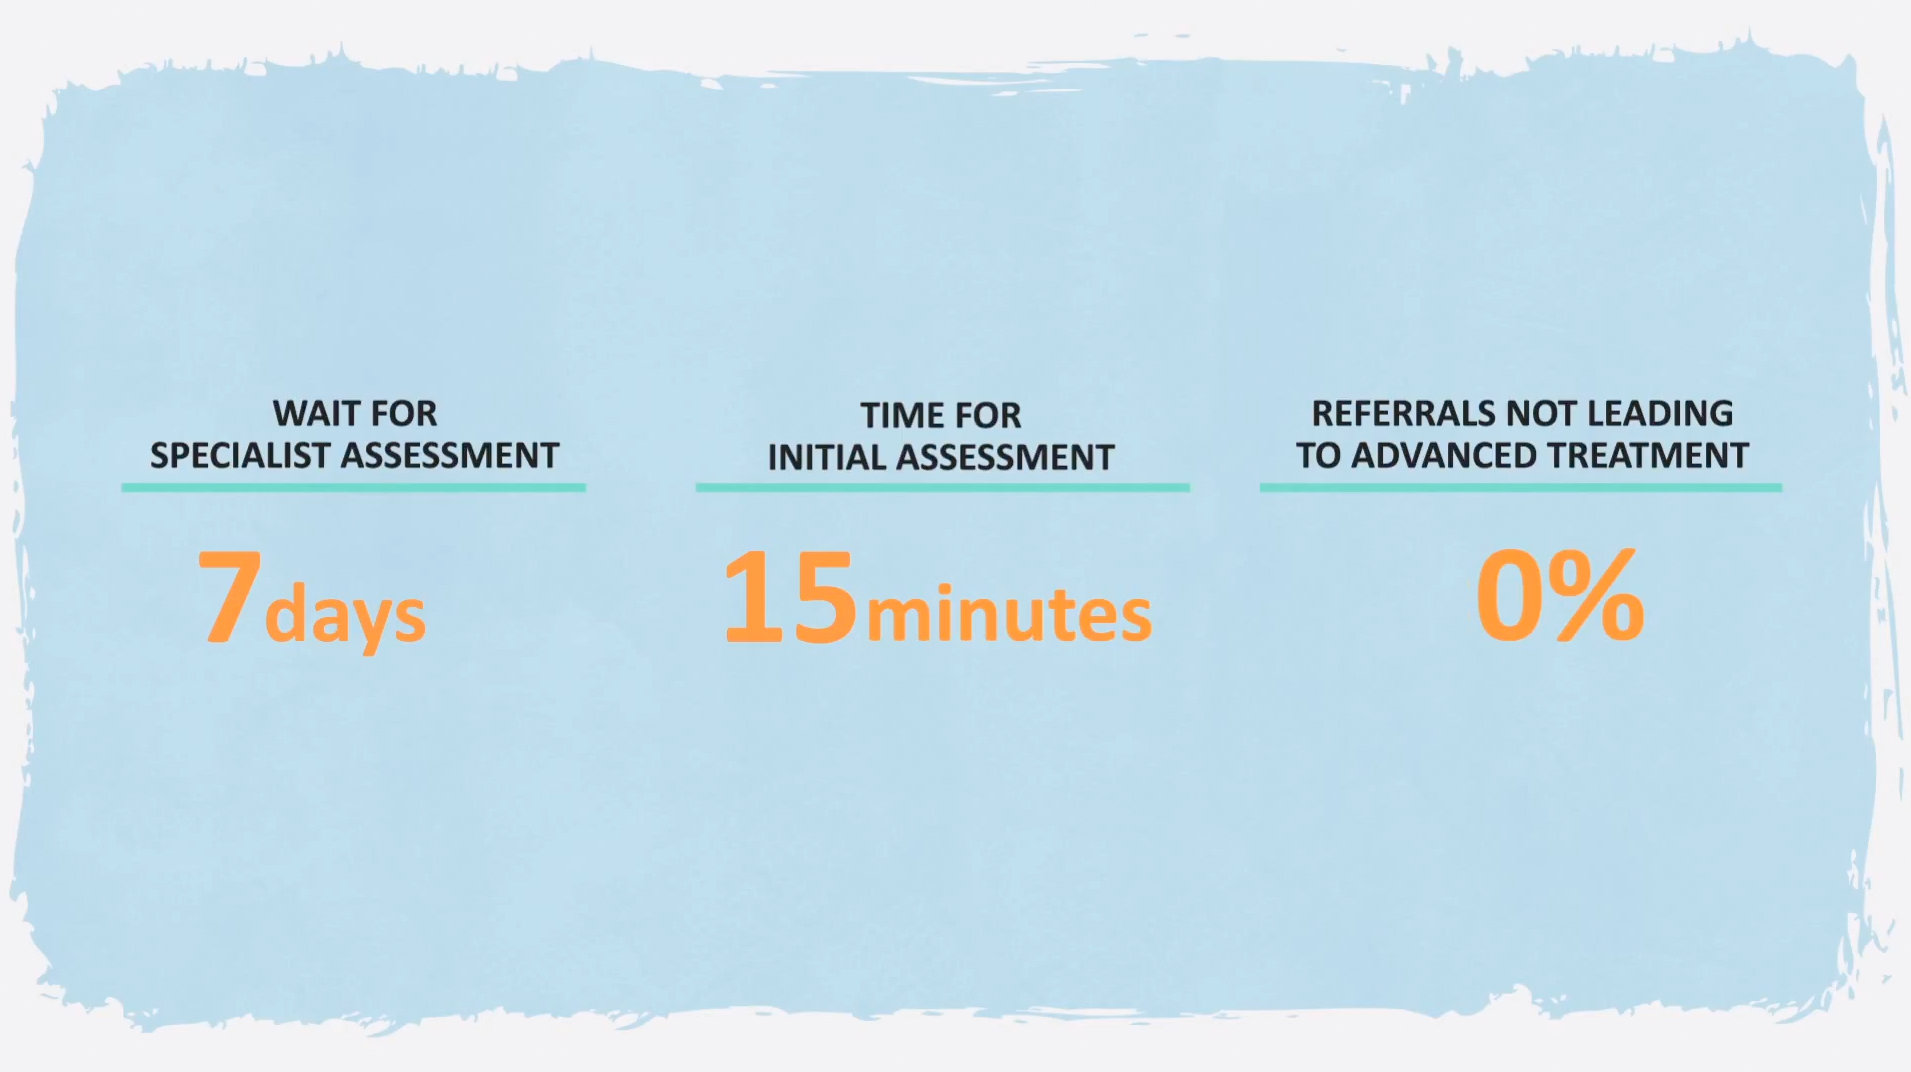 WAIT FOR
SPECIALIST ASSESSMENT
7days
TIME FOR
INITIAL ASSESSMENT
15minutes
REFERRALS NOT LEADING
TO ADVANCED TREATMENT
0%